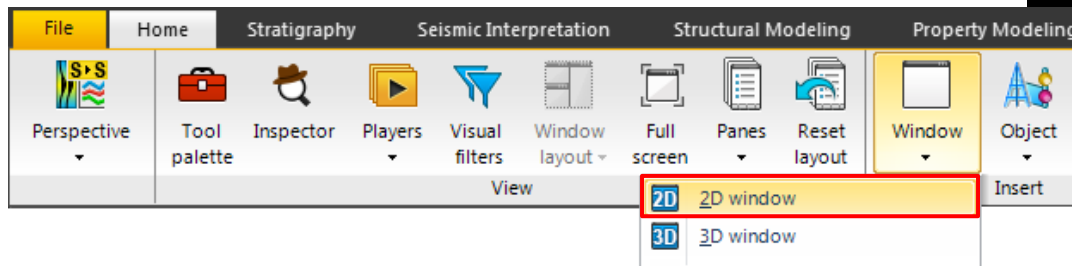 File Home Stratigraphy Seismic Interpretation Structural Modeling Property Modeling
S▸S
Perspective Tool Inspector Players Visual Window Full Panes Reset Window Object
palette filters layout screen layout
View Insert
2D 2D window
3D 3D window